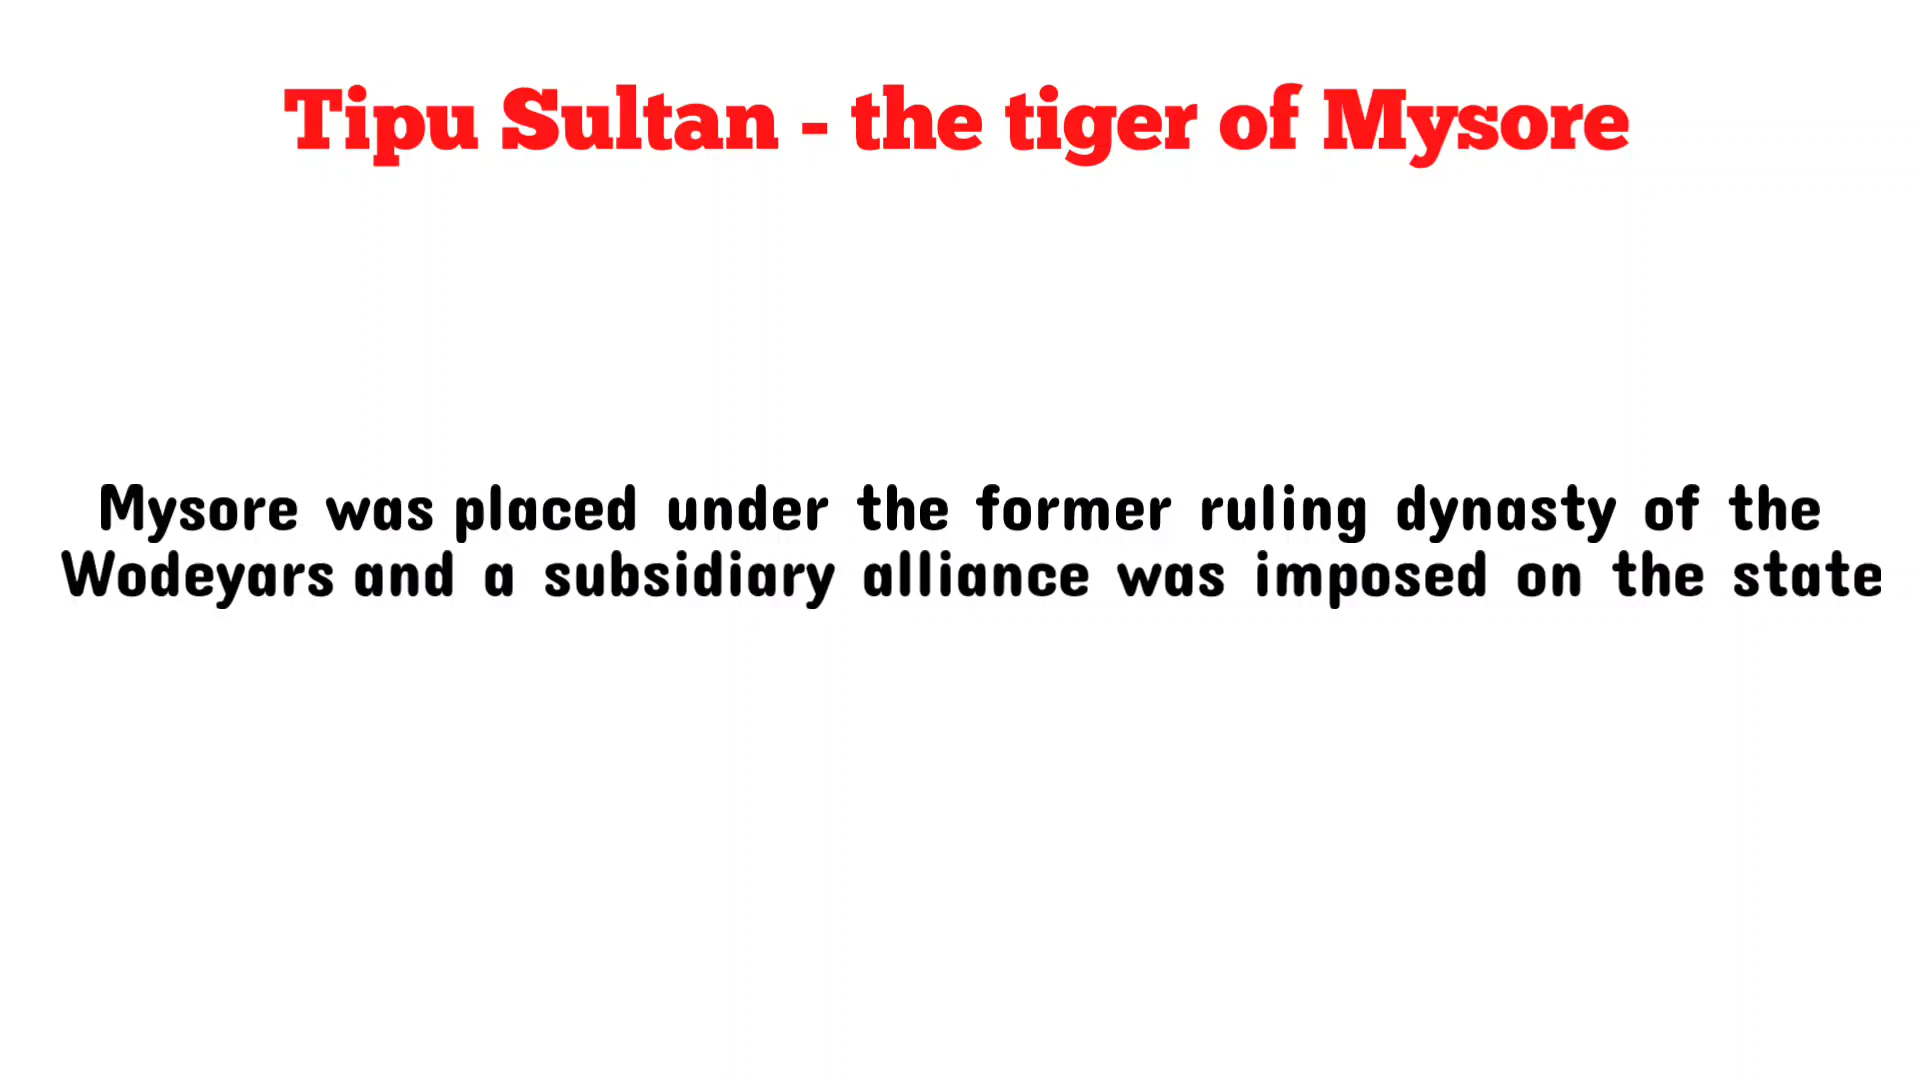 Tipu Sultan - the tiger of Mysore
Mysore was placed under the former ruling dynasty of the
Wodeyars and a subsidiary alliance was imposed on the state